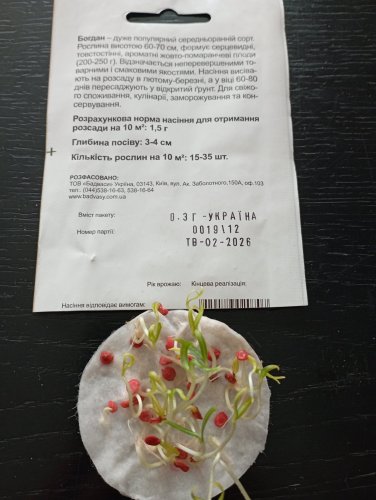 Богдан – дуже популярний середньоранній сорт.
Рослина висотою 60-70 см, формує серцевидні,
товстостінні, ароматні жовто-помаранчеві плоди
(200-250 г). Відзначається неперевершеними то-
варними і смаковими якостями. Насіння висіва-
ють на розсаду в лютому-березні, а у віці 60-80
днів пересаджують у відкритий ґрунт. Для свіжо-
го споживання, кулінарії, заморожування та кон-
сервування.
Розрахункова норма насіння для отримання
розсади на 10 м²: 1,5 г
Глибина посіву: 3-4 см
Кількість рослин на 10 м²: 15-35 шт.
РОЗФАСОВАНО:
ТОВ «Бадваси» Україна, 03143, Київ, вул. Ак. Заболотного,150А, оф.103
тел.: (044)538-16-63, 538-16-64
www.badvasy.com.ua
Вміст пакету: 0.3Г -УКРАЇНА
Номер партії: 0019112
ТВ-02-2026
Рік врожаю: Кінцева реалізація:
Насіння відповідає вимогам: